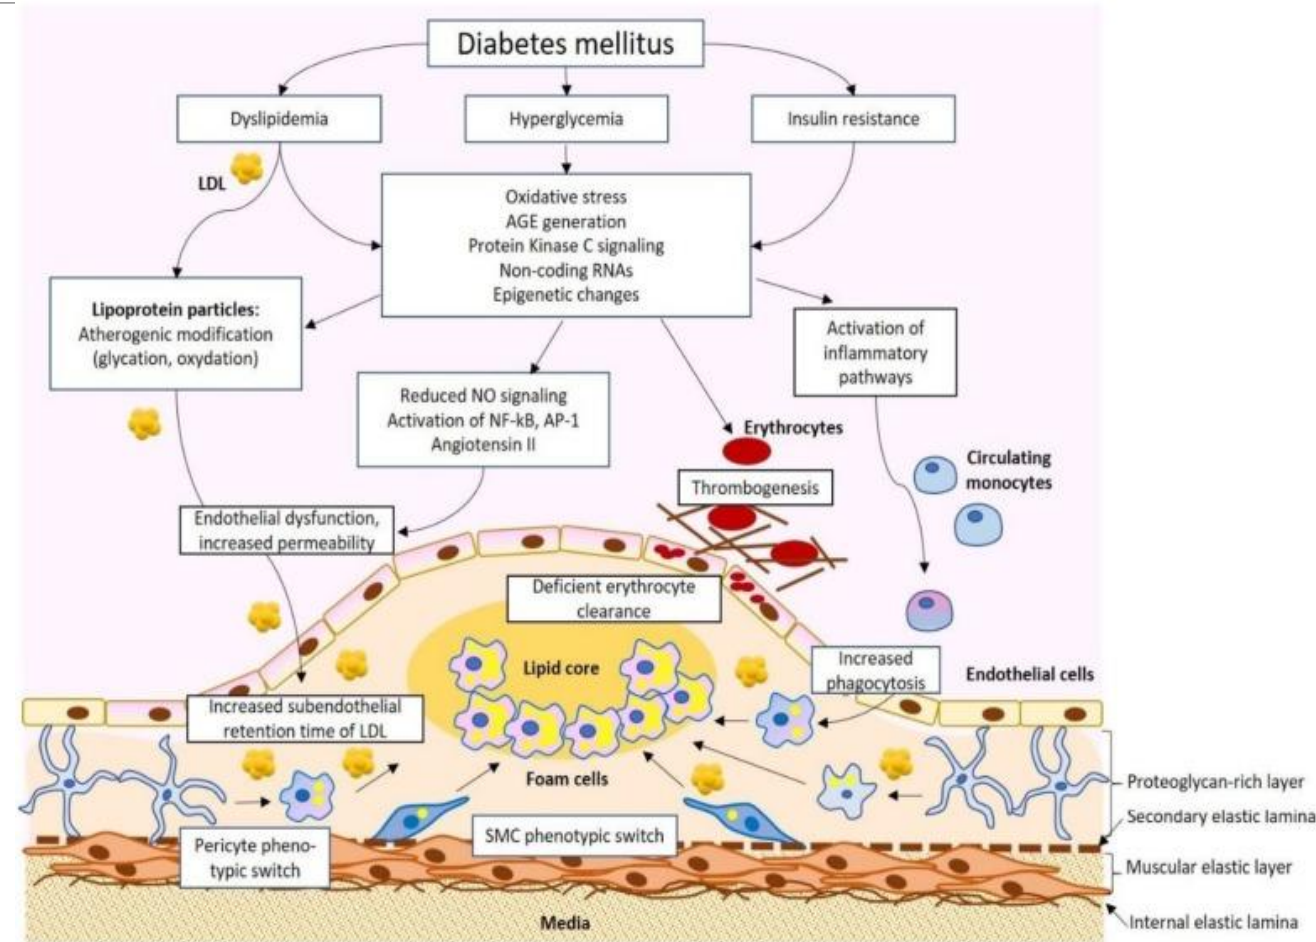 Diabetes mellitus
Dyslipidemia
Hyperglycemia
Insulin resistance
LDL
Oxidative stress
AGE generation
Protein Kinase C signaling
Non-coding RNAs
Epigenetic changes
Lipoprotein particles:
Atherogenic modification
(glycation, oxydation)
Activation of
inflammatory
pathways
Reduced NO signaling
Activation of NF-kB, AP-1
Angiotensin II
Erythrocytes
Circulating
monocytes
Thrombogenesis
Endothelial dysfunction,
increased permeability
Deficient erythrocyte
clearance
Lipid core
Increased
phagocytosis
Endothelial cells
Increased subendothelial
retention time of LDL
Foam cells
Proteoglycan-rich layer
Secondary elastic lamina
Pericyte pheno-
typic switch
SMC phenotypic switch
Muscular elastic layer
Media
Internal elastic lamina